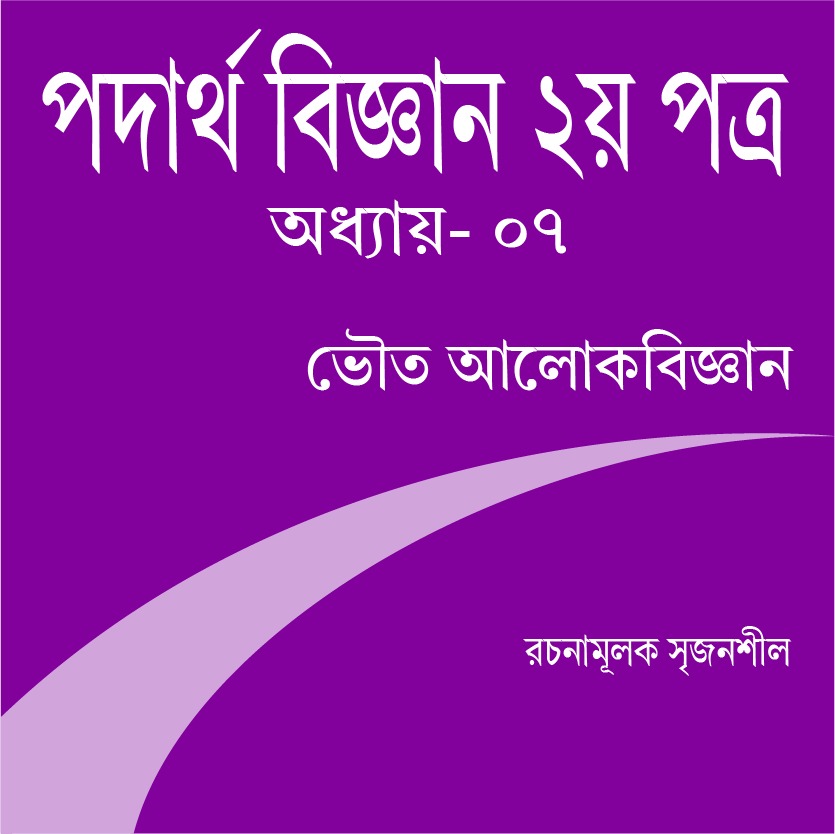 পদার্থ বিজ্ঞান ২য় পত্র
অধ্যায়- ০৭
ভৌত আলোকবিজ্ঞান
রচনামূলক সৃজনশীল